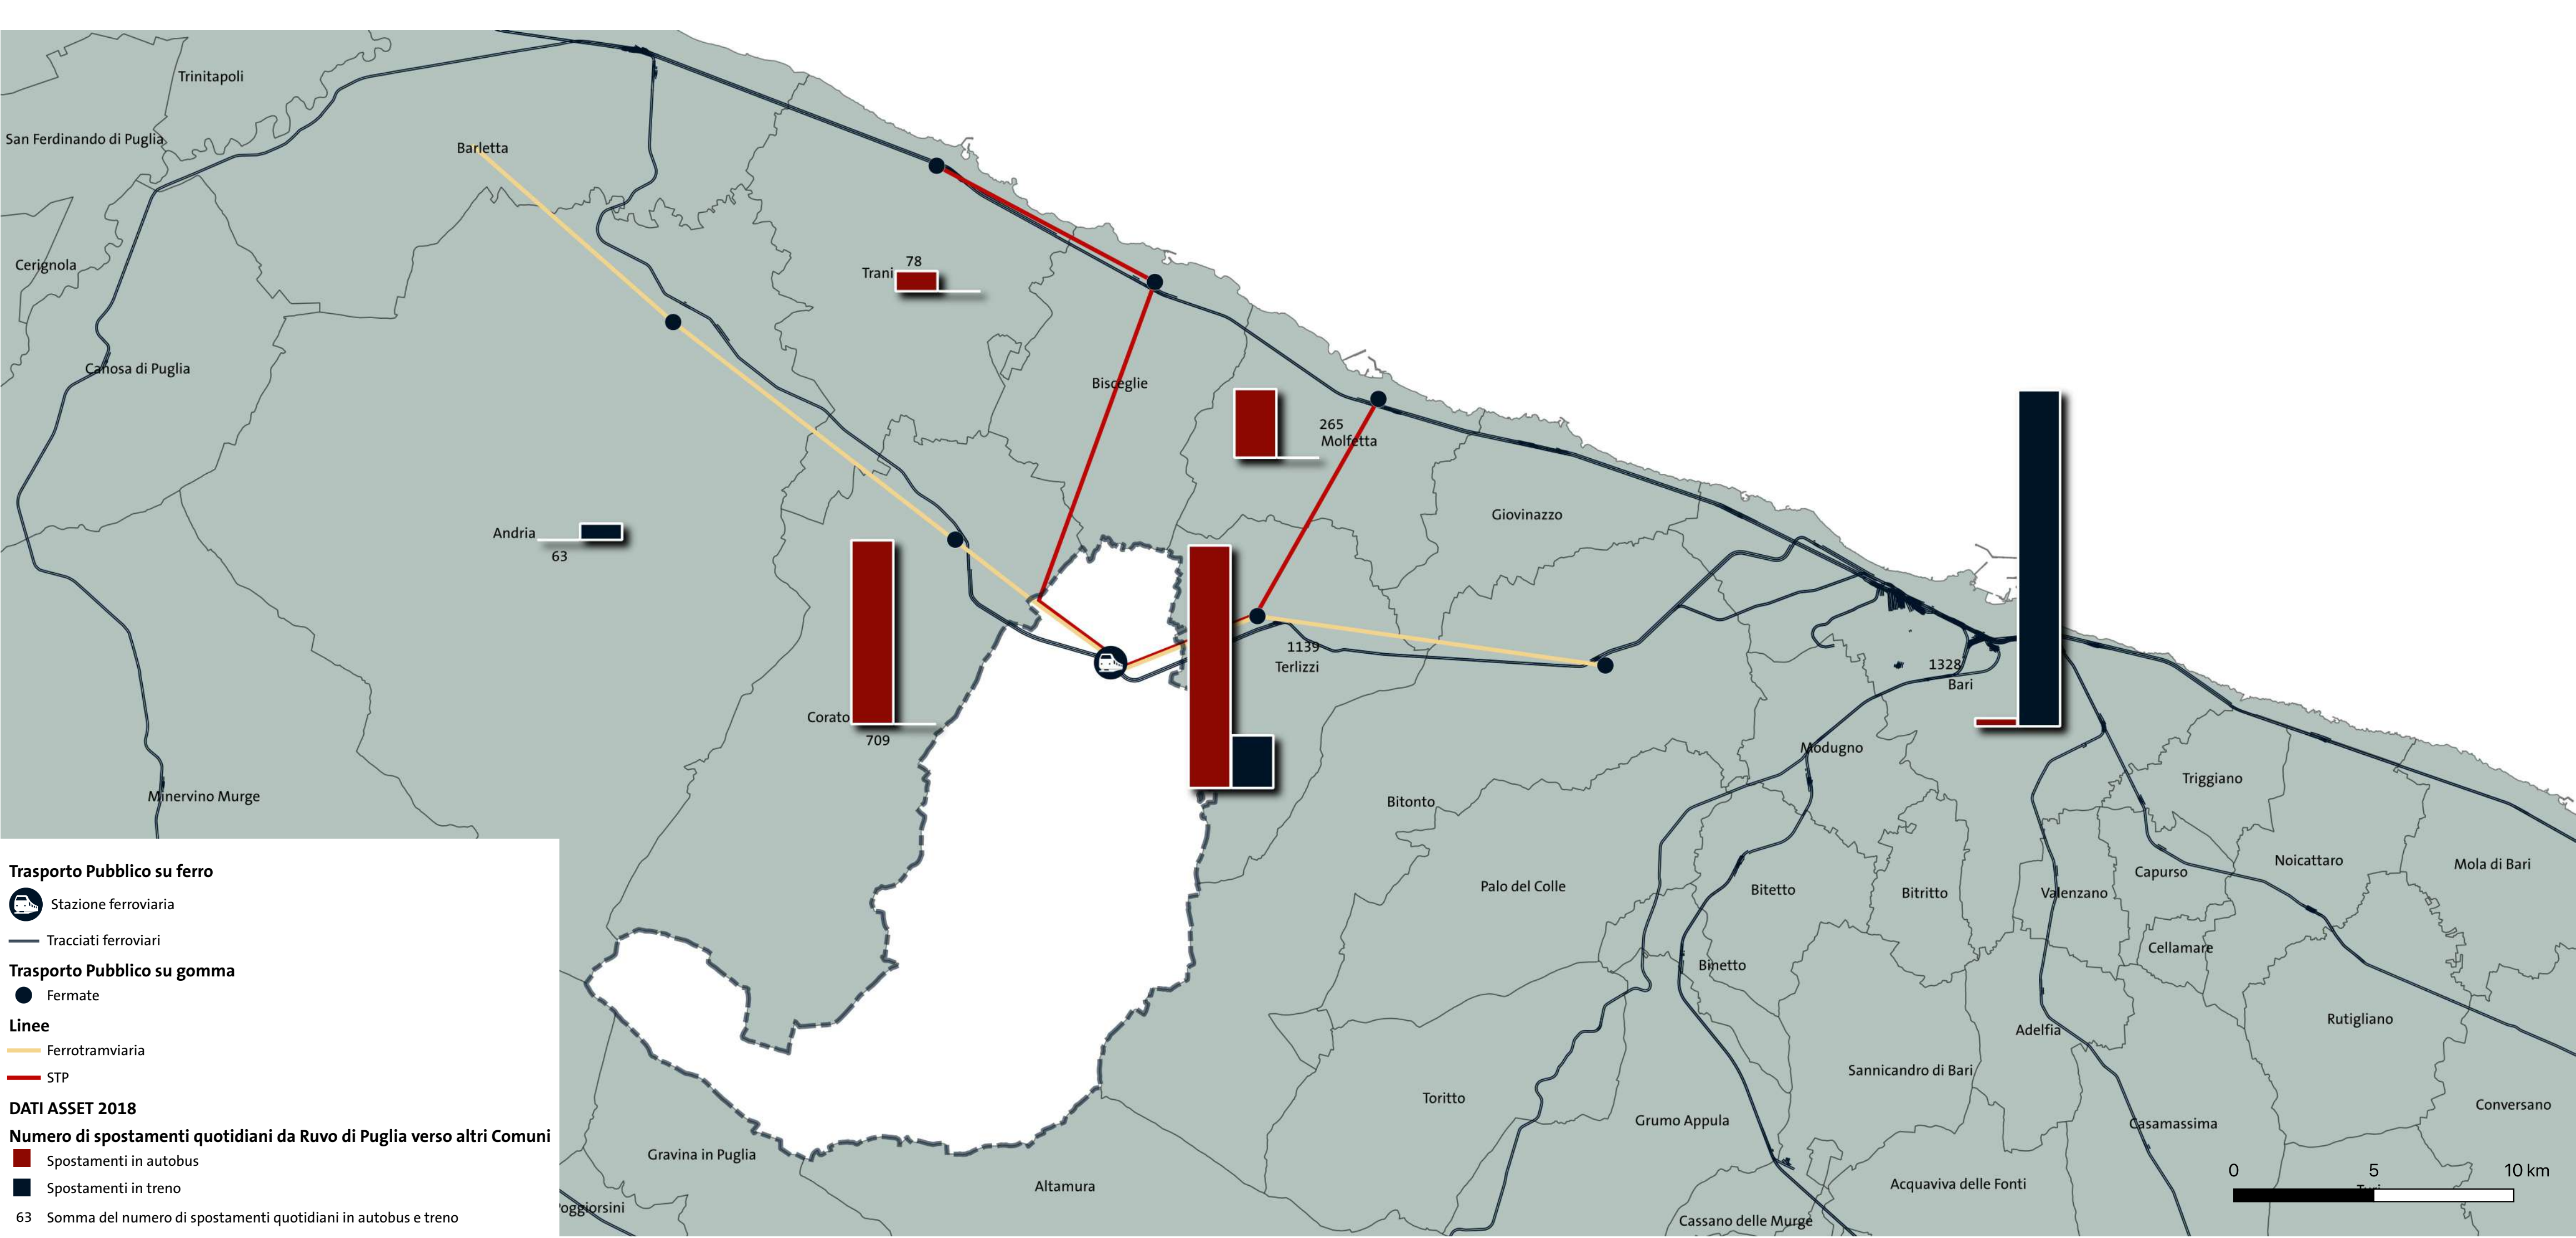 Trinitapoli
San Ferdinando di Puglia
Barletta
Cerignola
Trani
78
Canosa di Puglia
Bisceglie
265
Molfetta
Giovinazzo
Andria
63
1139
Terlizzi
1328
Bari
Corato
709
Modugno
Triggiano
Minervino Murge
Bitonto
Noicattaro
Mola di Bari
Capurso
Palo del Colle
Bitetto
Bitritto
Valenzano
Cellamare
Binetto
Rutigliano
Adelfia
Sannicandro di Bari
Toritto
Conversano
Grumo Appula
Casamassima
Gravina in Puglia
Altamura
Acquaviva delle Fonti
oggiorsini
Cassano delle Murge
0 5 10 km
Trasporto Pubblico su ferro
Stazione ferroviaria
Tracciati ferroviari
Trasporto Pubblico su gomma
Fermate
Linee
Ferrotramviaria
STP
DATI ASSET 2018
Numero di spostamenti quotidiani da Ruvo di Puglia verso altri Comuni
Spostamenti in autobus
Spostamenti in treno
63 Somma del numero di spostamenti quotidiani in autobus e treno